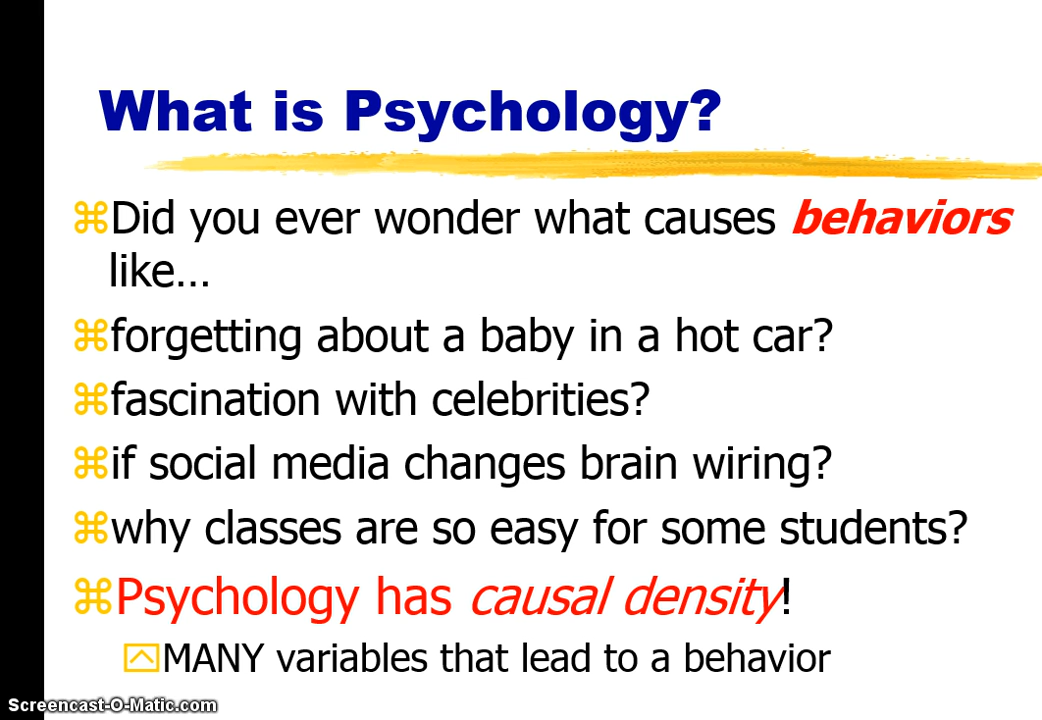 What is Psychology?
⌘Did you ever wonder what causes behaviors
like…
⌘forgetting about a baby in a hot car?
⌘fascination with celebrities?
⌘if social media changes brain wiring?
⌘why classes are so easy for some students?
⌘Psychology has causal density!
MANY variables that lead to a behavior
Screencast-O-Matic.com